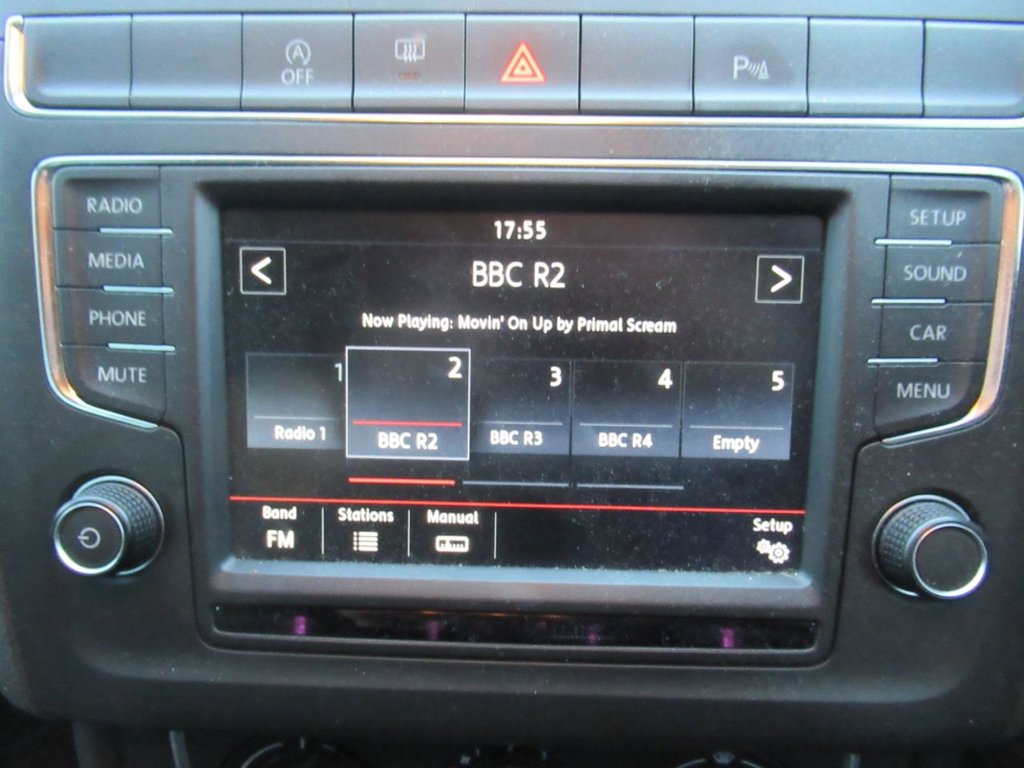 A
OFF
P
RADIO
MEDIA
PHONE
MUTE
17:55
BBC R2
Now Playing: Movin' On Up by Primal Scream
1 2 3 4 5
Radio 1 BBC R2 BBC R3 BBC R4 Empty
Band Stations Manual Setup
FM
SETUP
SOUND
CAR
MENU